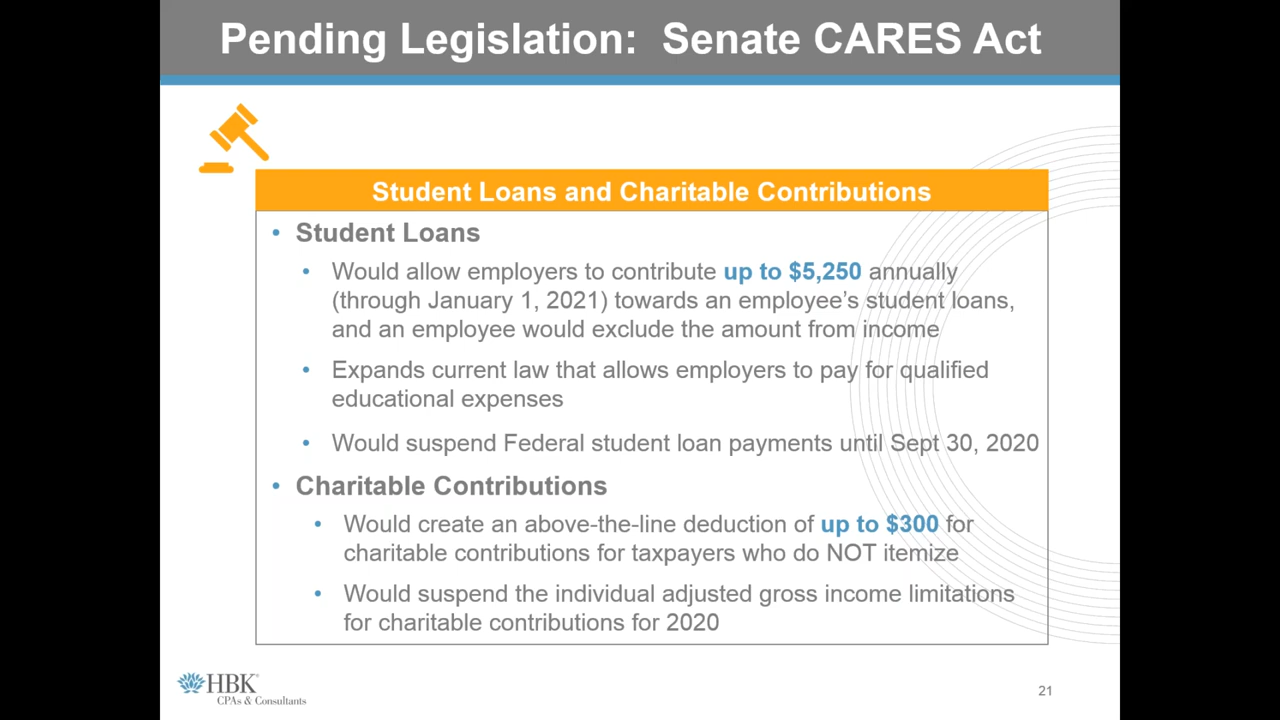 Pending Legislation: Senate CARES Act
Student Loans and Charitable Contributions
• Student Loans
• Would allow employers to contribute up to $5,250 annually
(through January 1, 2021) towards an employee’s student loans,
and an employee would exclude the amount from income
• Expands current law that allows employers to pay for qualified
educational expenses
• Would suspend Federal student loan payments until Sept 30, 2020
• Charitable Contributions
• Would create an above-the-line deduction of up to $300 for
charitable contributions for taxpayers who do NOT itemize
• Would suspend the individual adjusted gross income limitations
for charitable contributions for 2020
HBK
CPAs & Consultants
21